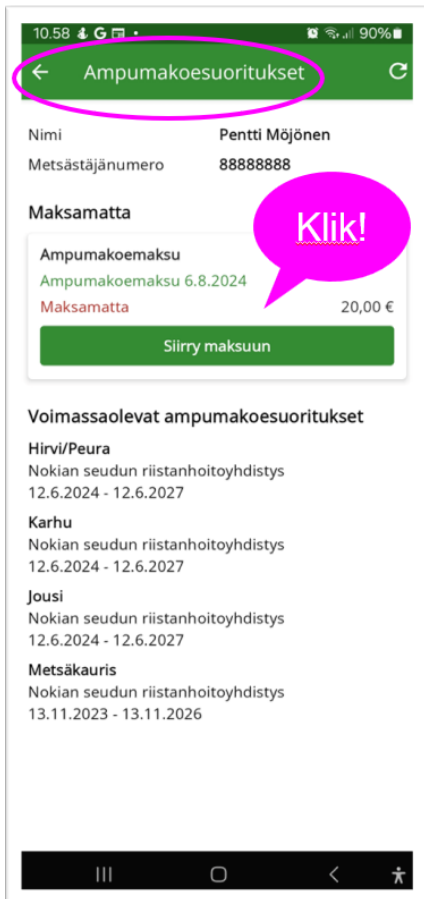 10.58 G 90%
Ampumakoesuoritukset
Nimi Pentti Möjönen
Metsästäjänumero 88888888
Maksamatta
Klik!
Ampumakoemaksu
Ampumakoemaksu 6.8.2024
Maksamatta 20,00 €
Siirry maksuun
Voimassaolevat ampumakoesuoritukset
Hirvi/Peura
Nokian seudun riistanhoitoyhdistys
12.6.2024 - 12.6.2027
Karhu
Nokian seudun riistanhoitoyhdistys
12.6.2024 - 12.6.2027
Jousi
Nokian seudun riistanhoitoyhdistys
12.6.2024 - 12.6.2027
Metsäkauris
Nokian seudun riistanhoitoyhdistys
13.11.2023 - 13.11.2026